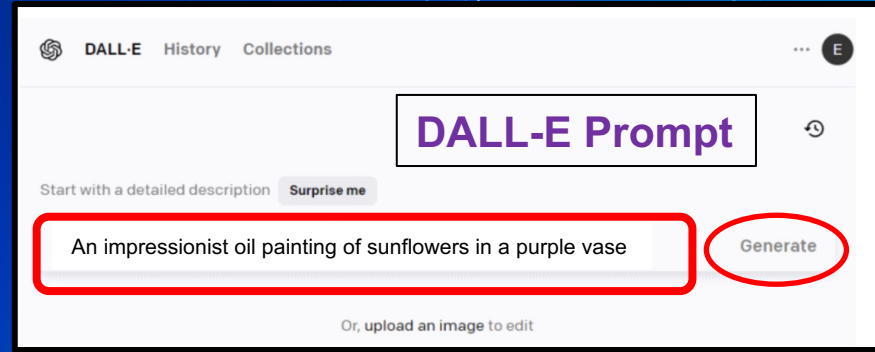 DALL·E History Collections ... E
DALL-E Prompt
Start with a detailed description Surprise me
An impressionist oil painting of sunflowers in a purple vase Generate
Or, upload an image to edit